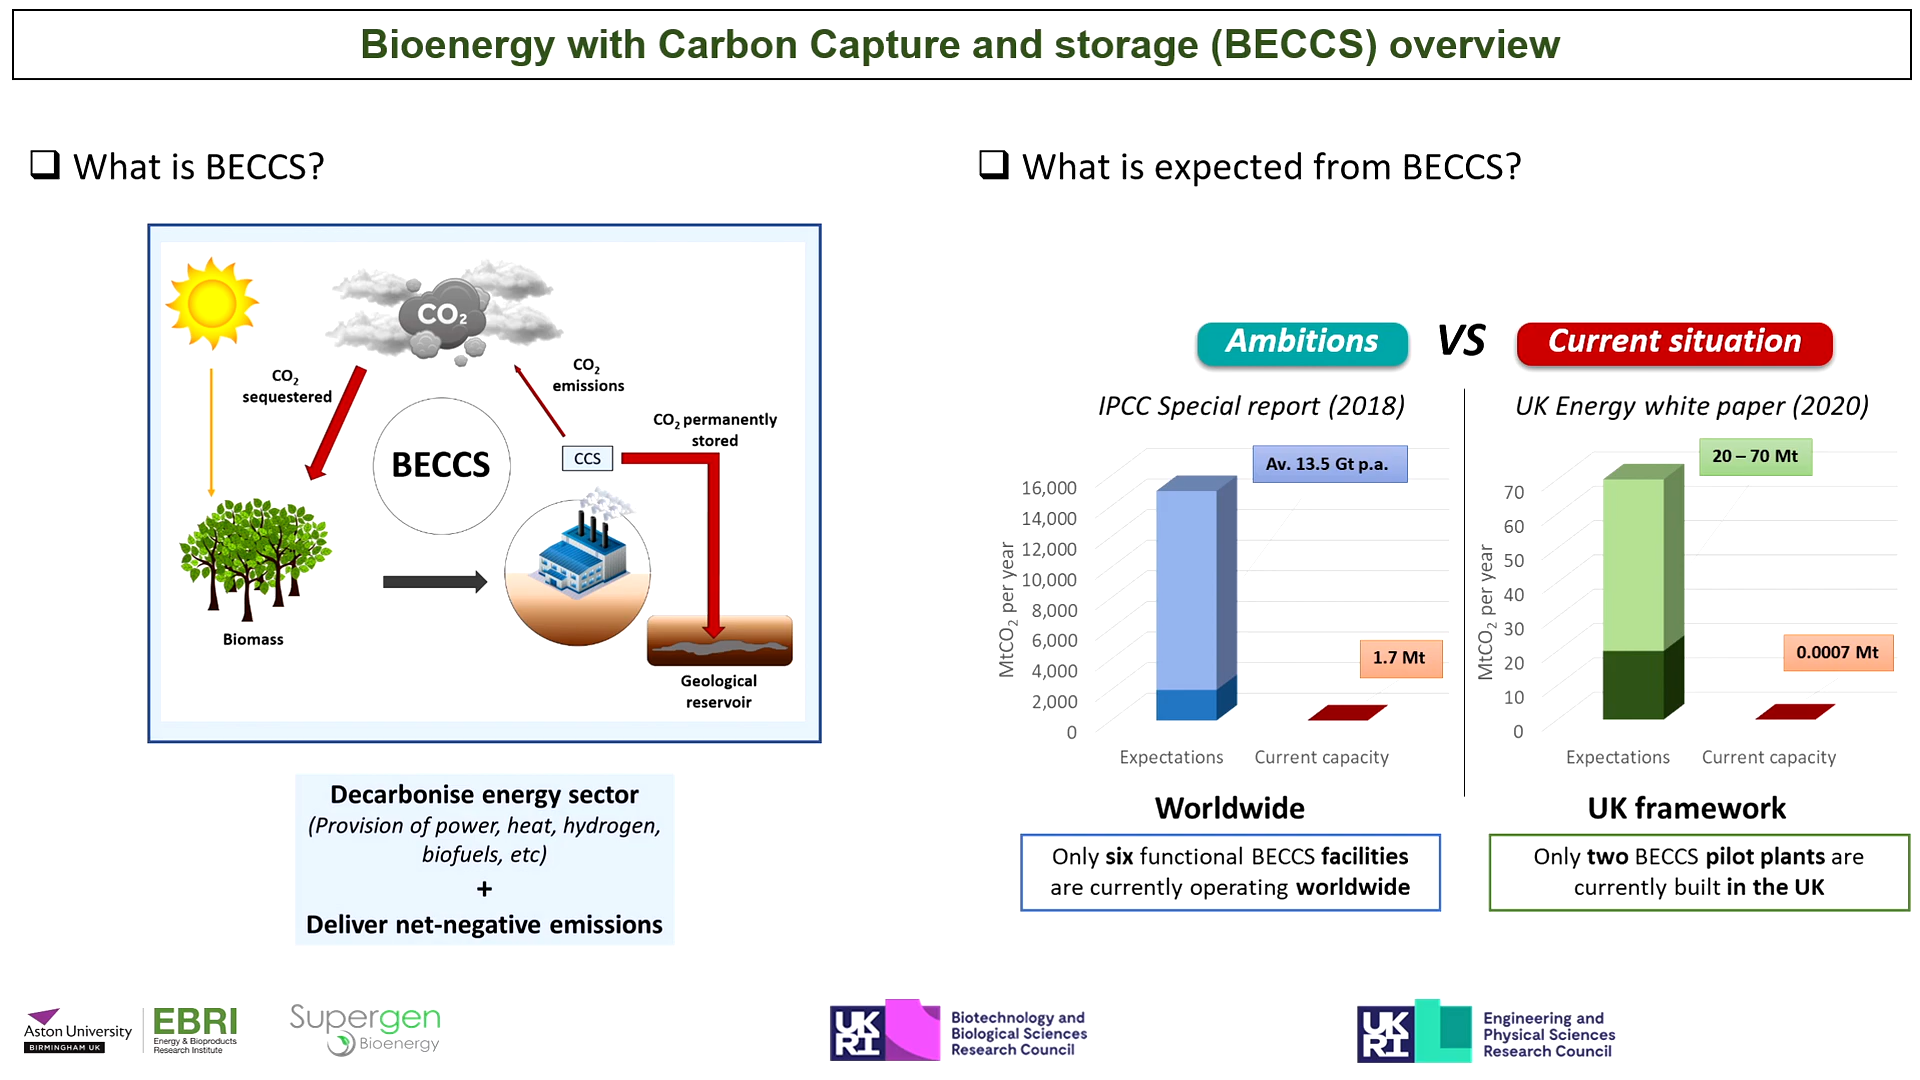 Bioenergy with Carbon Capture and storage (BECCS) overview
What is BECCS?
CO2
CO2
sequestered
CO2
emissions
CO2 permanently
stored
BECCS
CCS
Biomass
Geological
reservoir
Decarbonise energy sector
(Provision of power, heat, hydrogen,
biofuels, etc)
+
Deliver net-negative emissions
What is expected from BECCS?
Ambitions VS Current situation
IPCC Special report (2018)
Av. 13.5 Gt p.a.
MtCO2 per year
16,000
14,000
12,000
10,000
8,000
6,000
4,000
2,000
0
1.7 Mt
Expectations
Current capacity
Worldwide
Only six functional BECCS facilities
are currently operating worldwide
UK Energy white paper (2020)
20 – 70 Mt
MtCO2 per year
70
60
50
40
30
20
10
0
0.0007 Mt
Expectations
Current capacity
UK framework
Only two BECCS pilot plants are
currently built in the UK
Aston University
BIRMINGHAM UK
EBRI
Energy & Bioproducts
Research Institute
Supergen
Bioenergy
UK
RI
Biotechnology and
Biological Sciences
Research Council
UK
RI
Engineering and
Physical Sciences
Research Council